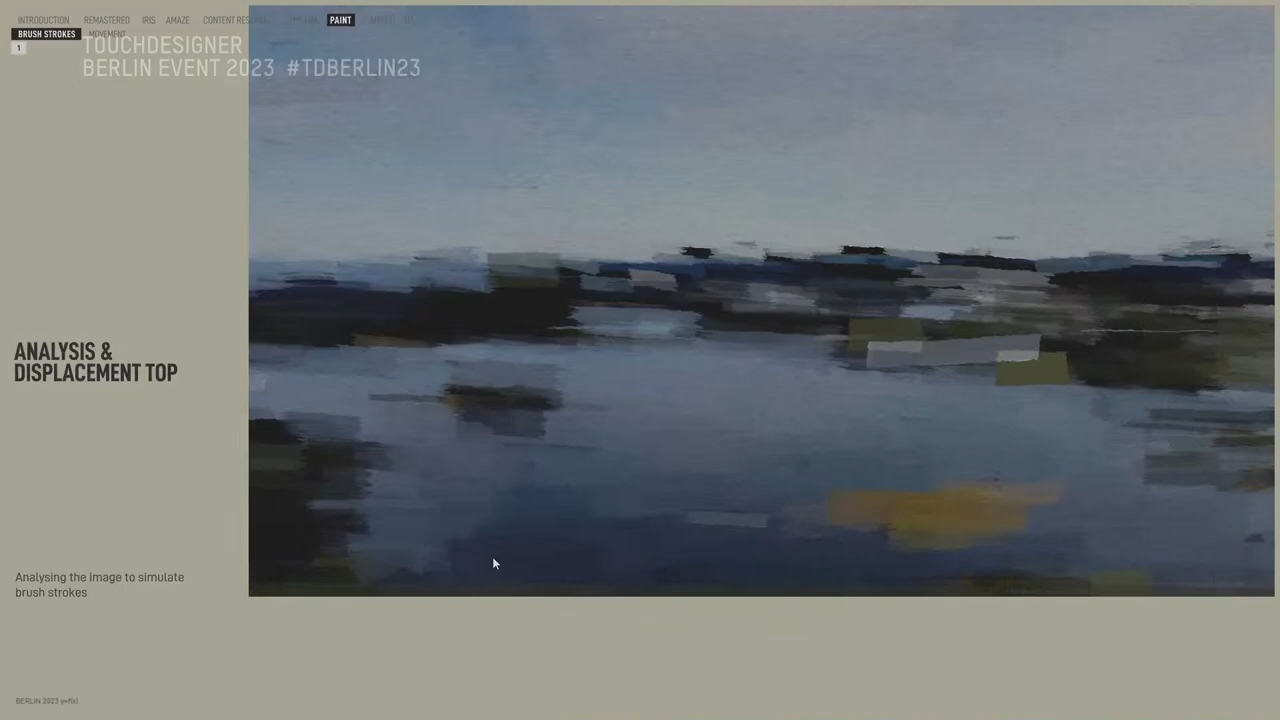 INTRODUCTION REMASTERED IRIS AMAZE CONTENT PAINT
BRUSH STROKES MOVEMENT
1
TOUCHDESIGNER
BERLIN EVENT 2023 #TDBERLIN23
ANALYSIS &
DISPLACEMENT TOP
Analysing the image to simulate
brush strokes
BERLIN 2023 y=f(x)